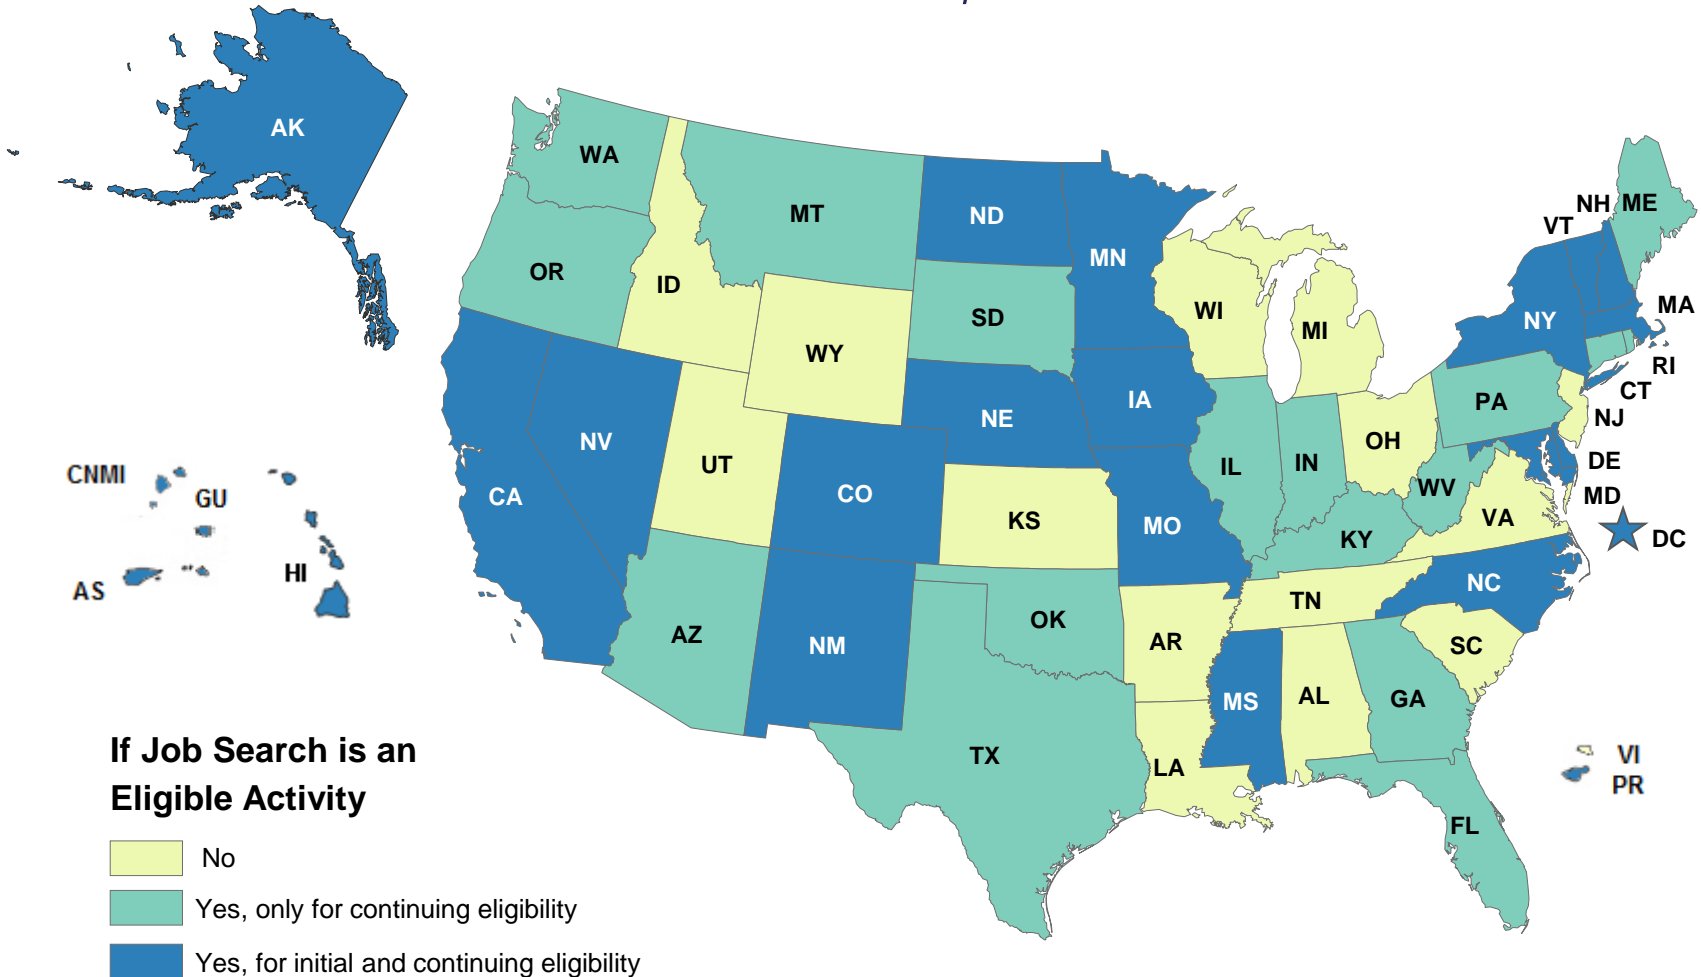 AK
WA
MT
ND
MN
NH
ME
VT
OR
ID
SD
WI
MI
NY
MA
WY
RI
CT
NE
IA
PA
NJ
NV
UT
OH
DE
CNMI
GU
CA
CO
IL
IN
WV
MD
KS
MO
VA
DC
KY
AS
HI
NC
TN
AZ
NM
OK
AR
SC
MS
AL
GA
TX
LA
VI
PR
FL
If Job Search is an
Eligible Activity
No
Yes, only for continuing eligibility
Yes, for initial and continuing eligibility